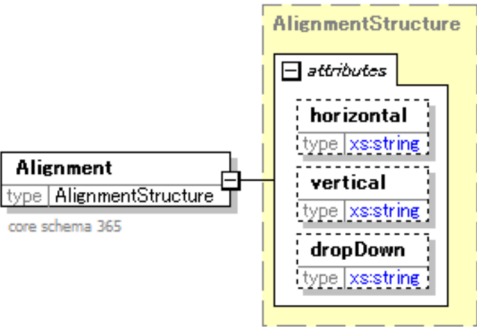 AlignmentStructure
attributes
horizontal
type xs:string
Alignment
type AlignmentStructure
core schema 365
vertical
type xs:string
dropDown
type xs:string